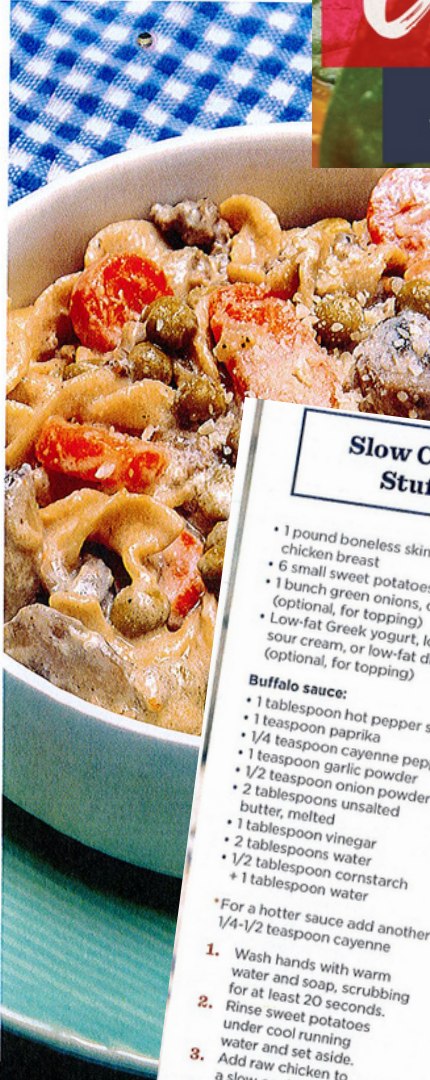 Slow C
Stuf
• 1 pound boneless skin
chicken breast
• 6 small sweet potatoes
• 1 bunch green onions,
(optional, for topping)
• Low-fat Greek yogurt, lo
sour cream, or low-fat d
(optional, for topping)
Buffalo sauce:
• 1 tablespoon hot pepper s
• 1 teaspoon paprika
• 1/4 teaspoon cayenne pep
• 1 teaspoon garlic powder
• 1/2 teaspoon onion powder
• 2 tablespoons unsalted
butter, melted
• 1 tablespoon vinegar
• 2 tablespoons water
• 1/2 tablespoon cornstarch
+ 1 tablespoon water
*For a hotter sauce add another
1/4-1/2 teaspoon cayenne
1. Wash hands with warm
water and soap, scrubbing
for at least 20 seconds.
2. Rinse sweet potatoes
under cool running
water and set aside.
3. Add raw chicken to
a slow